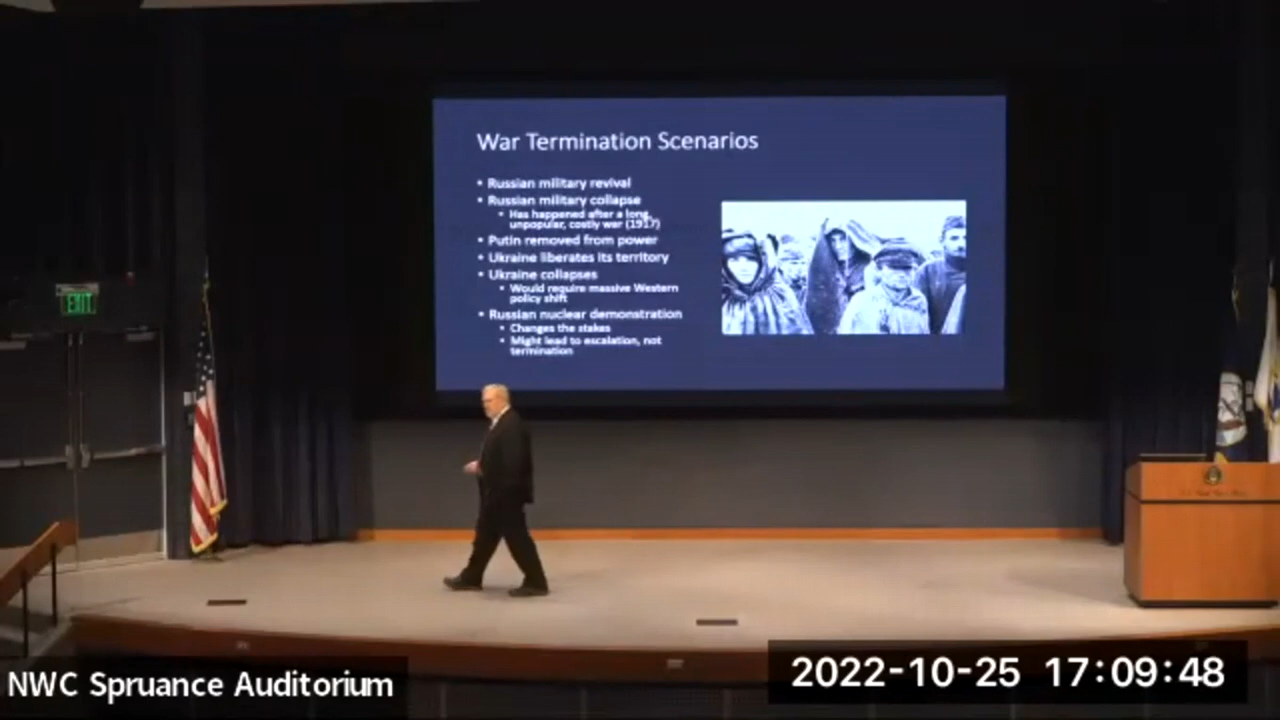 War Termination Scenarios
• Russian military revival
• Russian military collapse
• Has happened after a long,
unpopular, costly war (1917)
• Putin removed from power
• Ukraine liberates its territory
• Ukraine collapses
• Would require massive Western
policy shift
• Russian nuclear demonstration
• Changes the stakes
• Might lead to escalation, not
termination
EXIT
NWC Spruance Auditorium
2022-10-25 17:09:48